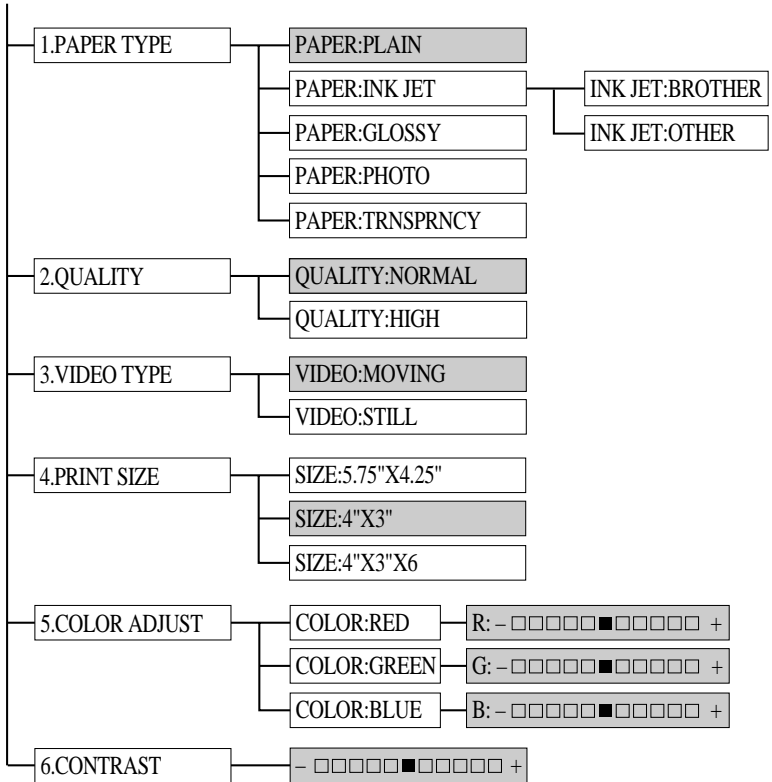 1.PAPER TYPE PAPER:PLAIN
PAPER:INK JET INK JET:BROTHER
PAPER:GLOSSY INK JET:OTHER
PAPER:PHOTO
PAPER:TRNSPRNCY
2.QUALITY QUALITY:NORMAL
QUALITY:HIGH
3.VIDEO TYPE VIDEO:MOVING
VIDEO:STILL
4.PRINT SIZE SIZE:5.75"X4.25"
SIZE:4"X3"
SIZE:4"X3"X6
5.COLOR ADJUST COLOR:RED R: – □□□□□■□□□□□ +
COLOR:GREEN G: – □□□□□■□□□□□ +
COLOR:BLUE B: – □□□□□■□□□□□ +
6.CONTRAST – □□□□□■□□□□□ +